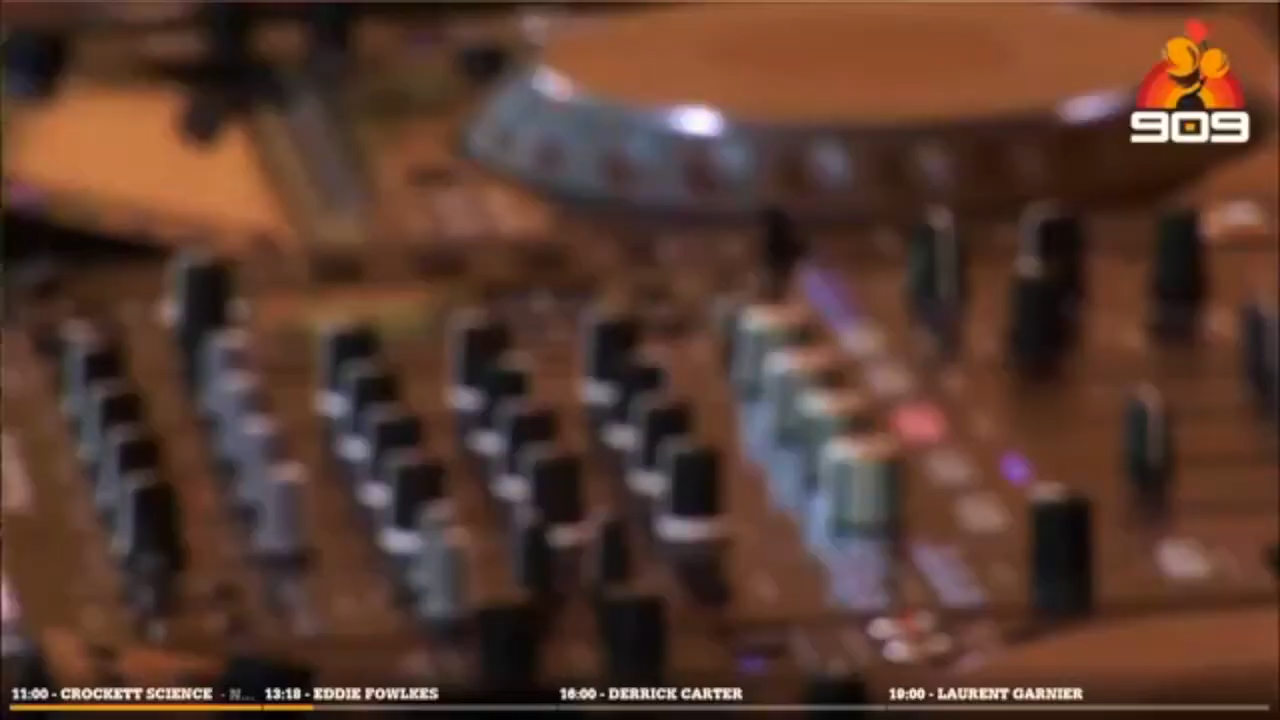 909
11:00 - CROCKETT SCIENCE - N... 13:18 - EDDIE FOWLKES 16:00 - DERRICK CARTER 19:00 - LAURENT GARNIER